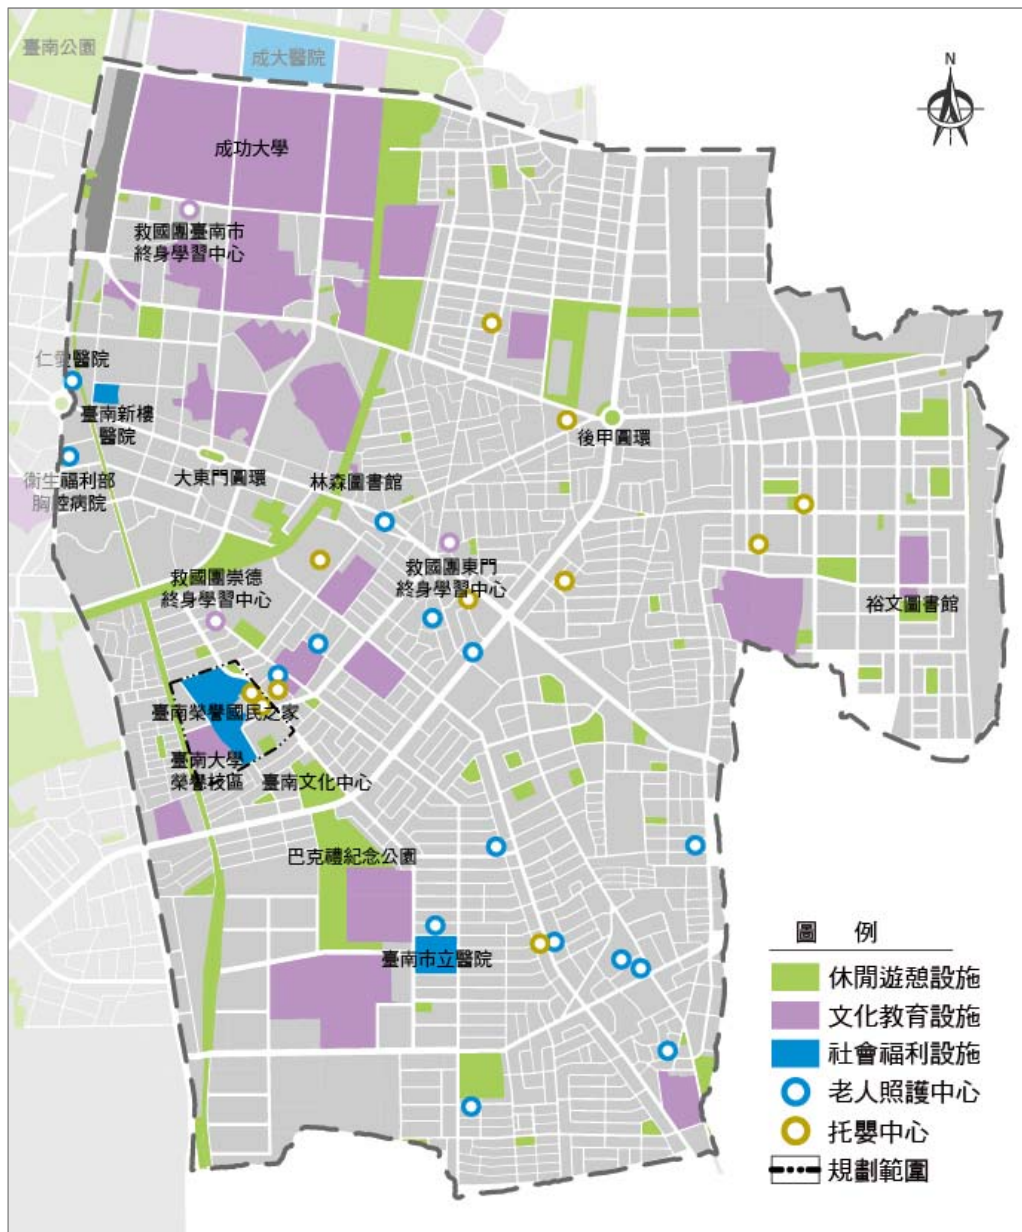 臺南公園
成大醫院
N
成功大學
救國團臺南市
終身學習中心
仁愛醫院
臺南新樓
醫院
後甲圓環
衛生福利部
胸腔病院
大東門圓環
林森圖書館
救國團崇德
終身學習中心
救國團東門
終身學習中心
裕文圖書館
臺南榮譽國民之家
臺南大學
榮譽校區
臺南文化中心
巴克禮紀念公園
臺南市立醫院
圖 例
休閒遊憩設施
文化教育設施
社會福利設施
老人照護中心
托嬰中心
規劃範圍